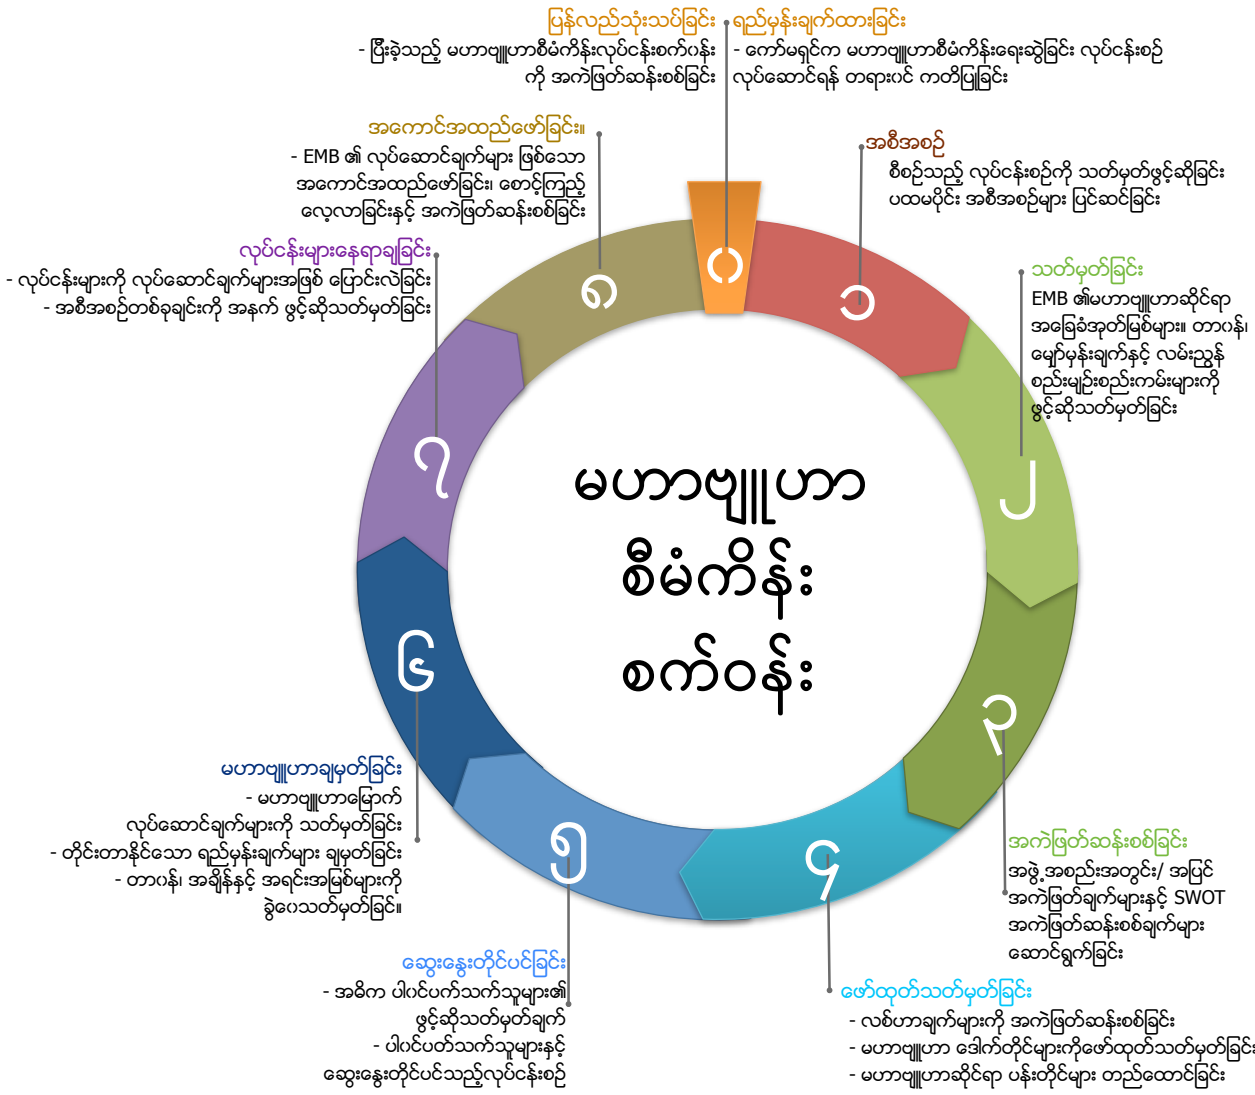 ပြန်လည်သုံးသပ်ခြင်း
- ပြီးခဲ့သည့် မဟာဗျူဟာစီမံကိန်းလုပ်ငန်းစက်ဝန်း
ကို အကဲဖြတ်ဆန်းစစ်ခြင်း
ရည်မှန်းချက်ထားခြင်း
- ကော်မရှင်က မဟာဗျူဟာစီမံကိန်းရေးဆွဲခြင်း လုပ်ငန်းစဉ်
လုပ်ဆောင်ရန် တရားဝင် ကတိပြုခြင်း
၀
အစီအစဉ်
စီစဉ်သည့် လုပ်ငန်းစဉ်ကို သတ်မှတ်ဖွင့်ဆိုခြင်း
ပထမပိုင်း အစီအစဉ်များ ပြင်ဆင်ခြင်း
၁
သတ်မှတ်ခြင်း
EMB ၏မဟာဗျူဟာဆိုင်ရာ
အခြေခံအုတ်မြစ်များ။ တာဝန်၊
မျှော်မှန်းချက်နှင့် လမ်းညွှန်
စည်းမျဉ်းစည်းကမ်းများကို
ဖွင့်ဆိုသတ်မှတ်ခြင်း
၂
၃
အကဲဖြတ်ဆန်းစစ်ခြင်း
အဖွဲ့အစည်းအတွင်း/ အပြင်
အကဲဖြတ်ချက်များနှင့် SWOT
အကဲဖြတ်ဆန်းစစ်ချက်များ
ဆောင်ရွက်ခြင်း
၄
ဖော်ထုတ်သတ်မှတ်ခြင်း
- လစ်ဟာချက်များကို အကဲဖြတ်ဆန်းစစ်ခြင်း
- မဟာဗျူဟာ ဒေါက်တိုင်များကိုဖော်ထုတ်သတ်မှတ်ခြင်း
- မဟာဗျူဟာဆိုင်ရာ ပန်းတိုင်များ တည်ထောင်ခြင်း
၅
ဆွေးနွေးတိုင်ပင်ခြင်း
- အဓိက ပါဝင်ပက်သက်သူများ၏
ဖွင့်ဆိုသတ်မှတ်ချက်
- ပါဝင်ပတ်သက်သူများနှင့်
ဆွေးနွေးတိုင်ပင်သည့်လုပ်ငန်းစဉ်
၆
မဟာဗျူဟာချမှတ်ခြင်း
- မဟာဗျူဟာမြောက်
လုပ်ဆောင်ချက်များကို သတ်မှတ်ခြင်း
- တိုင်းတာနိုင်သော ရည်မှန်းချက်များ ချမှတ်ခြင်း
- တာဝန်၊ အချိန်နှင့် အရင်းအမြစ်များကို
ခွဲဝေသတ်မှတ်ခြင်။
၇
လုပ်ငန်းများနေရာချခြင်း
- လုပ်ငန်းများကို လုပ်ဆောင်ချက်များအဖြစ် ပြောင်းလဲခြင်း
- အစီအစဉ်တစ်ခုချင်းကို အနက် ဖွင့်ဆိုသတ်မှတ်ခြင်း
၈
အကောင်အထည်ဖော်ခြင်း။
- EMB ၏ လုပ်ဆောင်ချက်များ ဖြစ်သော
အကောင်အထည်ဖော်ခြင်း၊ စောင့်ကြည့်
လေ့လာခြင်းနှင့် အကဲဖြတ်ဆန်းစစ်ခြင်း
မဟာဗျူဟာ
စီမံကိန်း
စက်ဝန်း